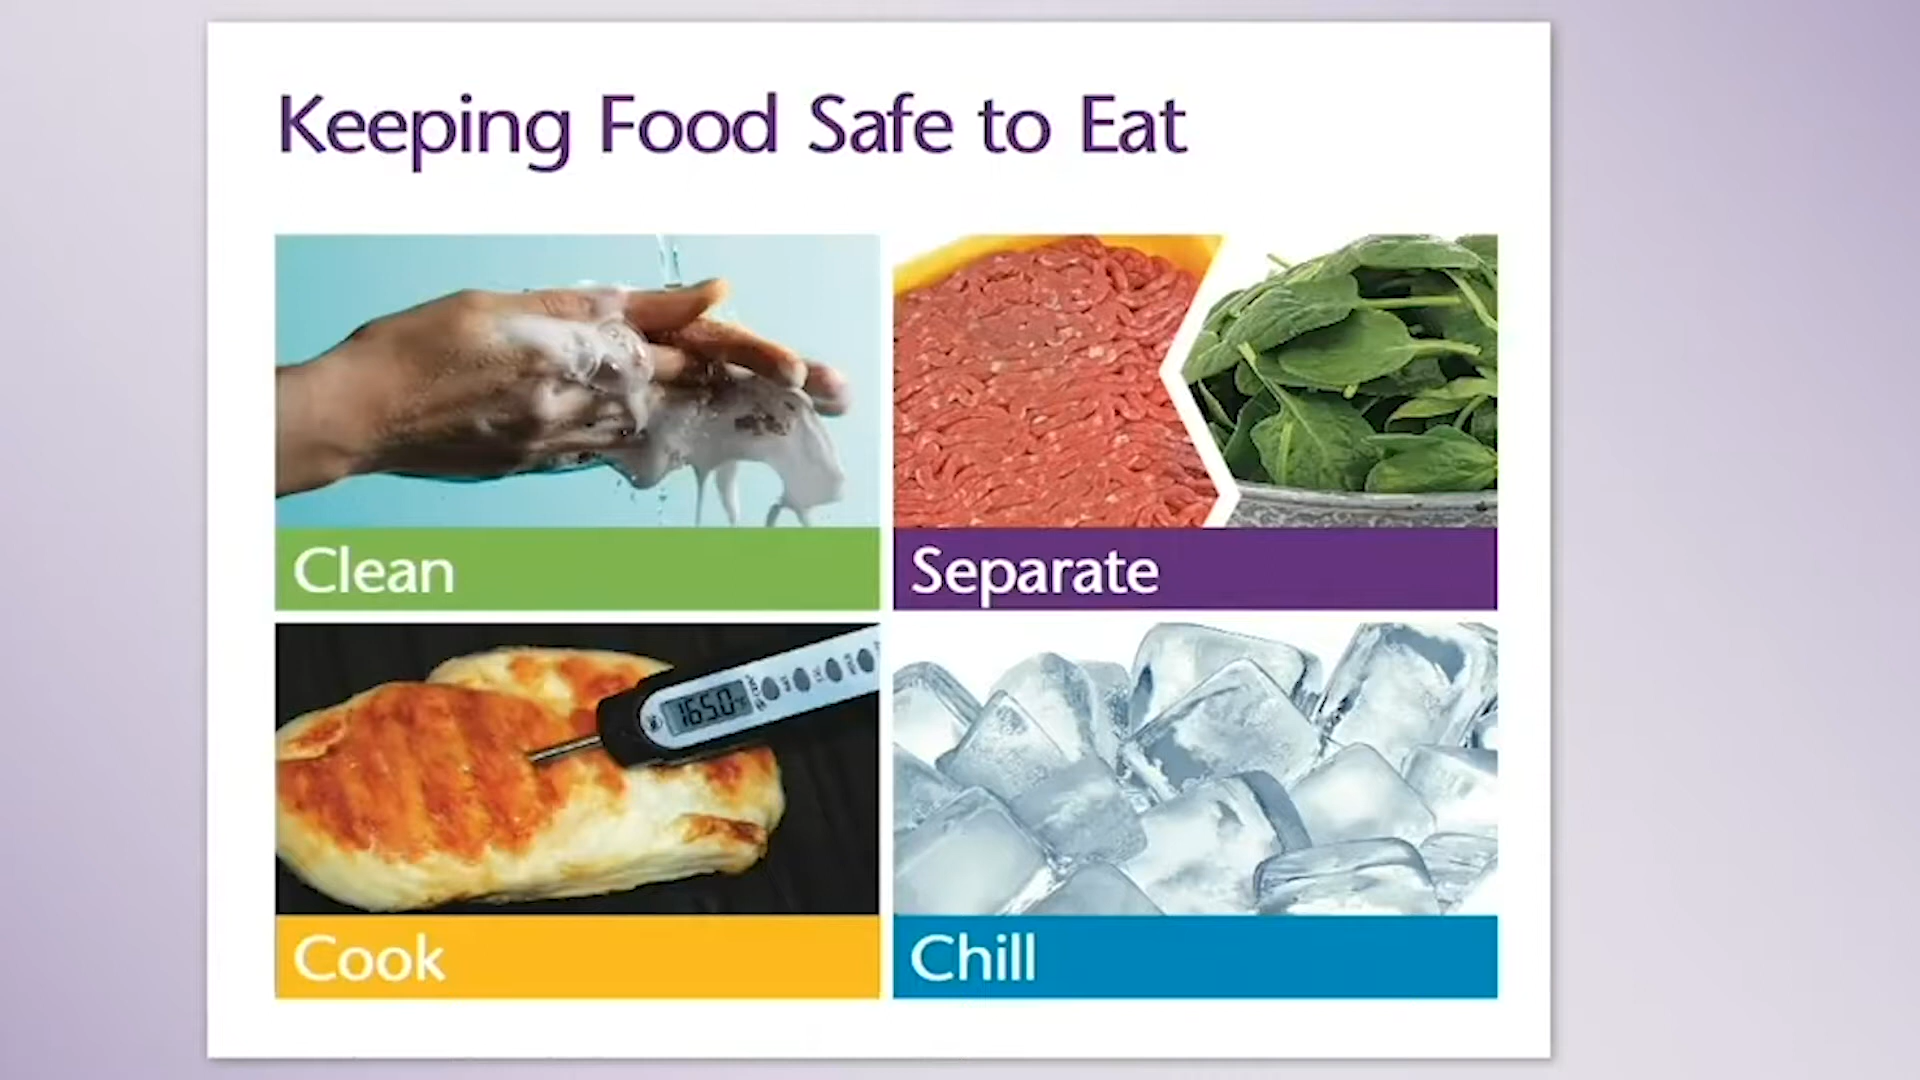 Keeping Food Safe to Eat
Clean
Separate
165.0°F
Cook
Chill